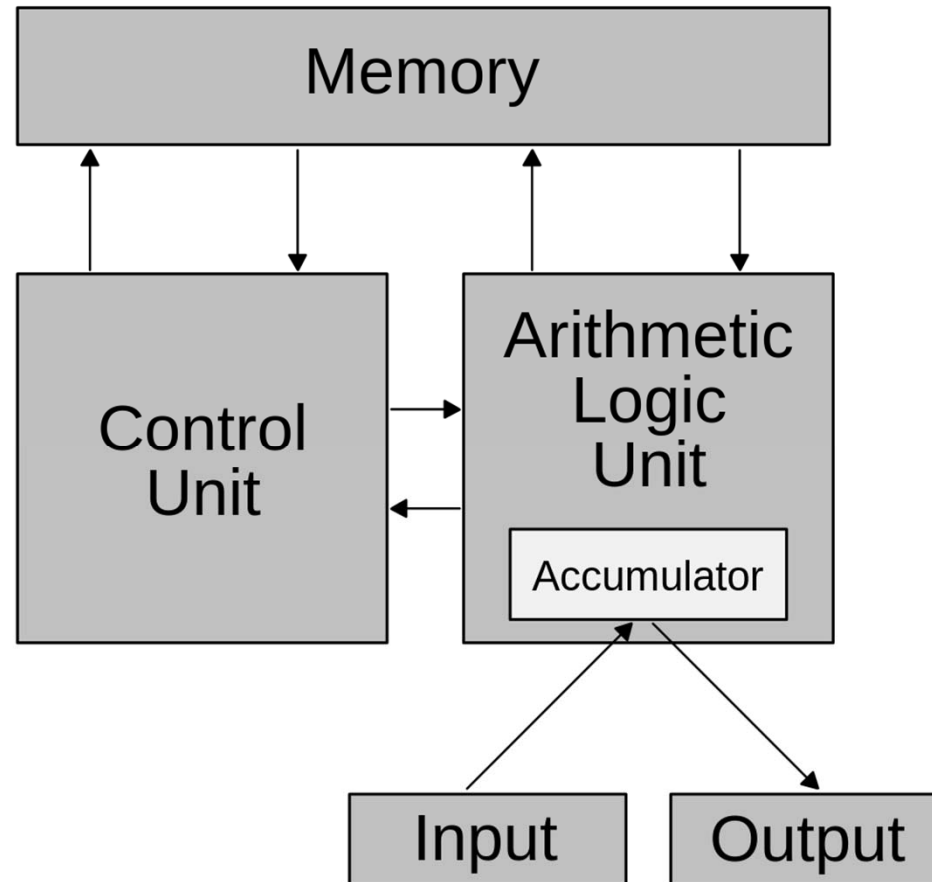 Memory
Control
Unit
Arithmetic
Logic
Unit
Accumulator
Input
Output